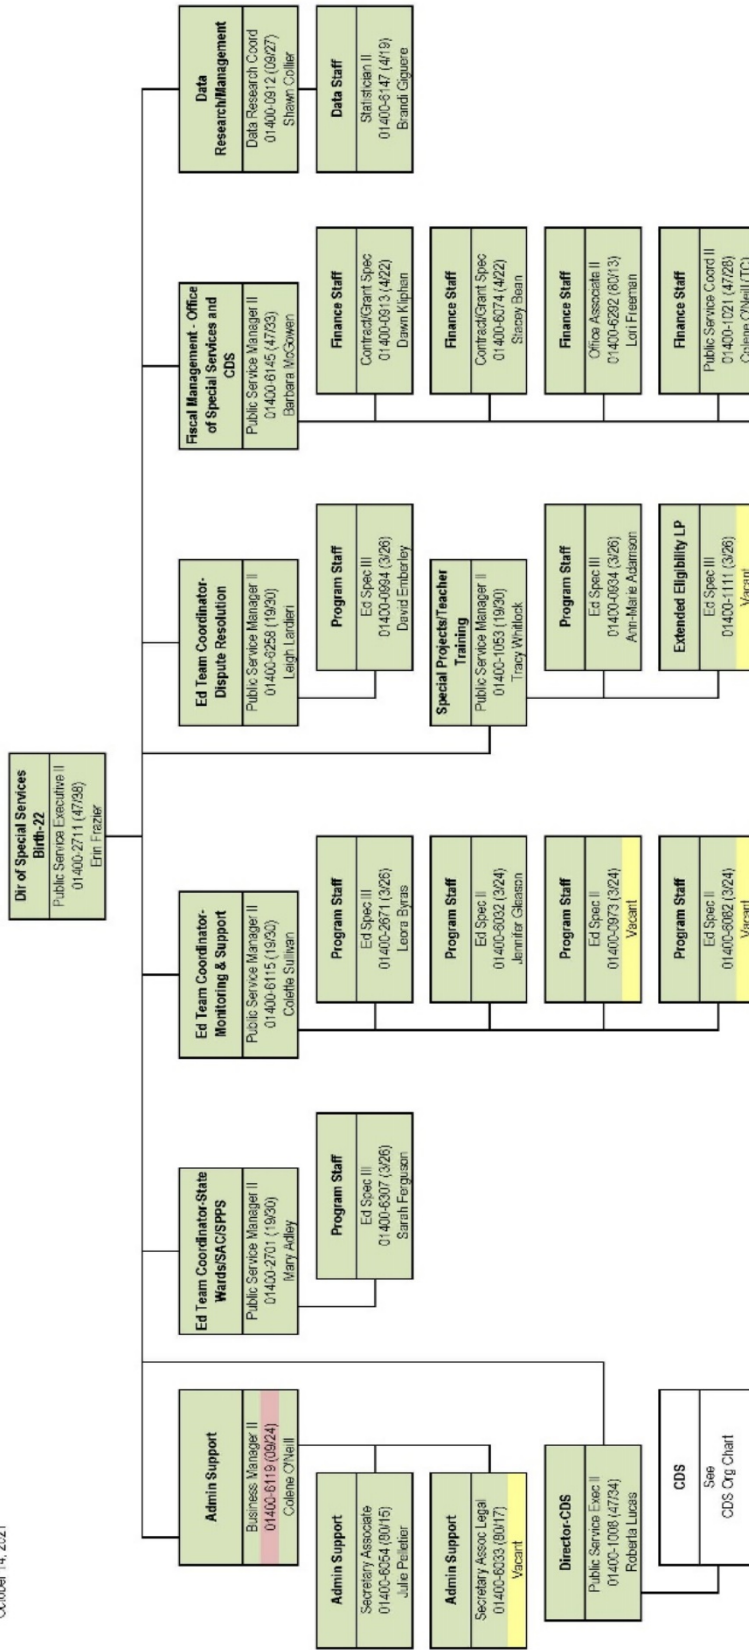 October 14, 2021
Dir of Special Services
Birth-22
Public Service Executive II
01400-2711 (47/38)
Erin Frazier
Admin Support
Business Manager II
01400-6119 (09/24)
Colene O'Neill
Admin Support
Secretary Associate
01400-6054 (80/15)
Julie Pelletier
Admin Support
Secretary Assoc Legal
01400-6033 (80/17)
Vacant
Director-CDS
Public Service Exec II
01400-1008 (47/34)
Roberta Lucas
CDS
See
CDS Org Chart
Ed Team Coordinator-State
Wards/SAC/SPPS
Public Service Manager II
01400-2701 (19/30)
Mary Adley
Program Staff
Ed Spec III
01400-6307 (3/26)
Sarah Ferguson
Ed Team Coordinator-
Monitoring & Support
Public Service Manager II
01400-6115 (19/30)
Colette Sullivan
Program Staff
Ed Spec III
01400-2671 (3/26)
Leora Byras
Program Staff
Ed Spec II
01400-6032 (3/24)
Jennifer Gleason
Program Staff
Ed Spec II
01400-0973 (3/24)
Vacant
Program Staff
Ed Spec II
01400-6082 (3/24)
Vacant
Ed Team Coordinator-
Dispute Resolution
Public Service Manager II
01400-6258 (19/30)
Leigh Lardieri
Program Staff
Ed Spec III
01400-0994 (3/26)
David Emberley
Special Projects/Teacher
Training
Public Service Manager II
01400-1053 (19/30)
Tracy Whitlock
Program Staff
Ed Spec III
01400-0934 (3/26)
Ann-Marie Adamson
Extended Eligibility LP
Ed Spec III
01400-1111 (3/26)
Vacant
Fiscal Management - Office
of Special Services and
CDS
Public Service Manager II
01400-6145 (47/33)
Barbara McGowen
Finance Staff
Contract/Grant Spec
01400-0913 (4/22)
Dawn Kliphan
Finance Staff
Contract/Grant Spec
01400-6074 (4/22)
Stacey Bean
Finance Staff
Office Associate II
01400-6292 (80/13)
Lori Freeman
Finance Staff
Public Service Coord II
01400-1021 (47/28)
Colene O'Neill (TC)
Data
Research/Management
Data Research Coord
01400-0912 (09/27)
Shawn Collier
Data Staff
Statistician II
01400-6147 (4/19)
Brandi Giguere